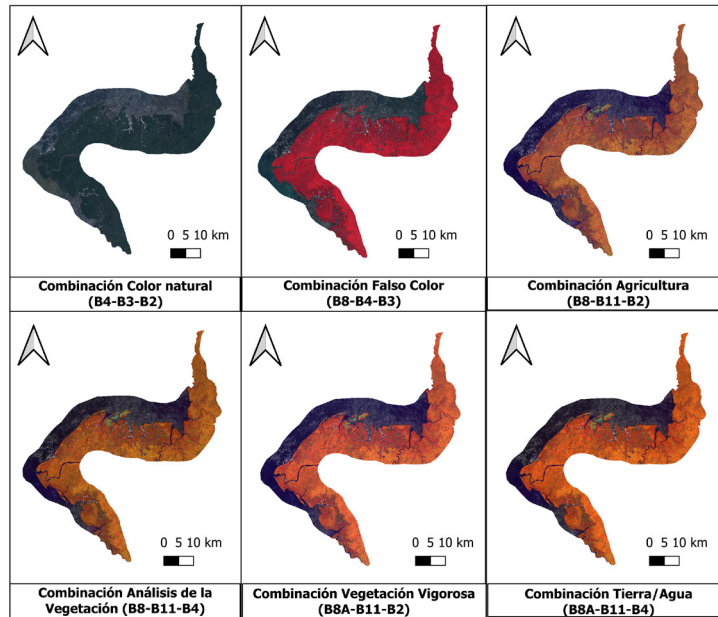 0 5 10 km
0 5 10 km
0 5 10 km
Combinación Color natural
(B4-B3-B2)
Combinación Falso Color
(B8-B4-B3)
Combinación Agricultura
(B8-B11-B2)
0 5 10 km
0 5 10 km
0 5 10 km
Combinación Análisis de la
Vegetación (B8-B11-B4)
Combinación Vegetación Vigorosa
(B8A-B11-B2)
Combinación Tierra/Agua
(B8A-B11-B4)